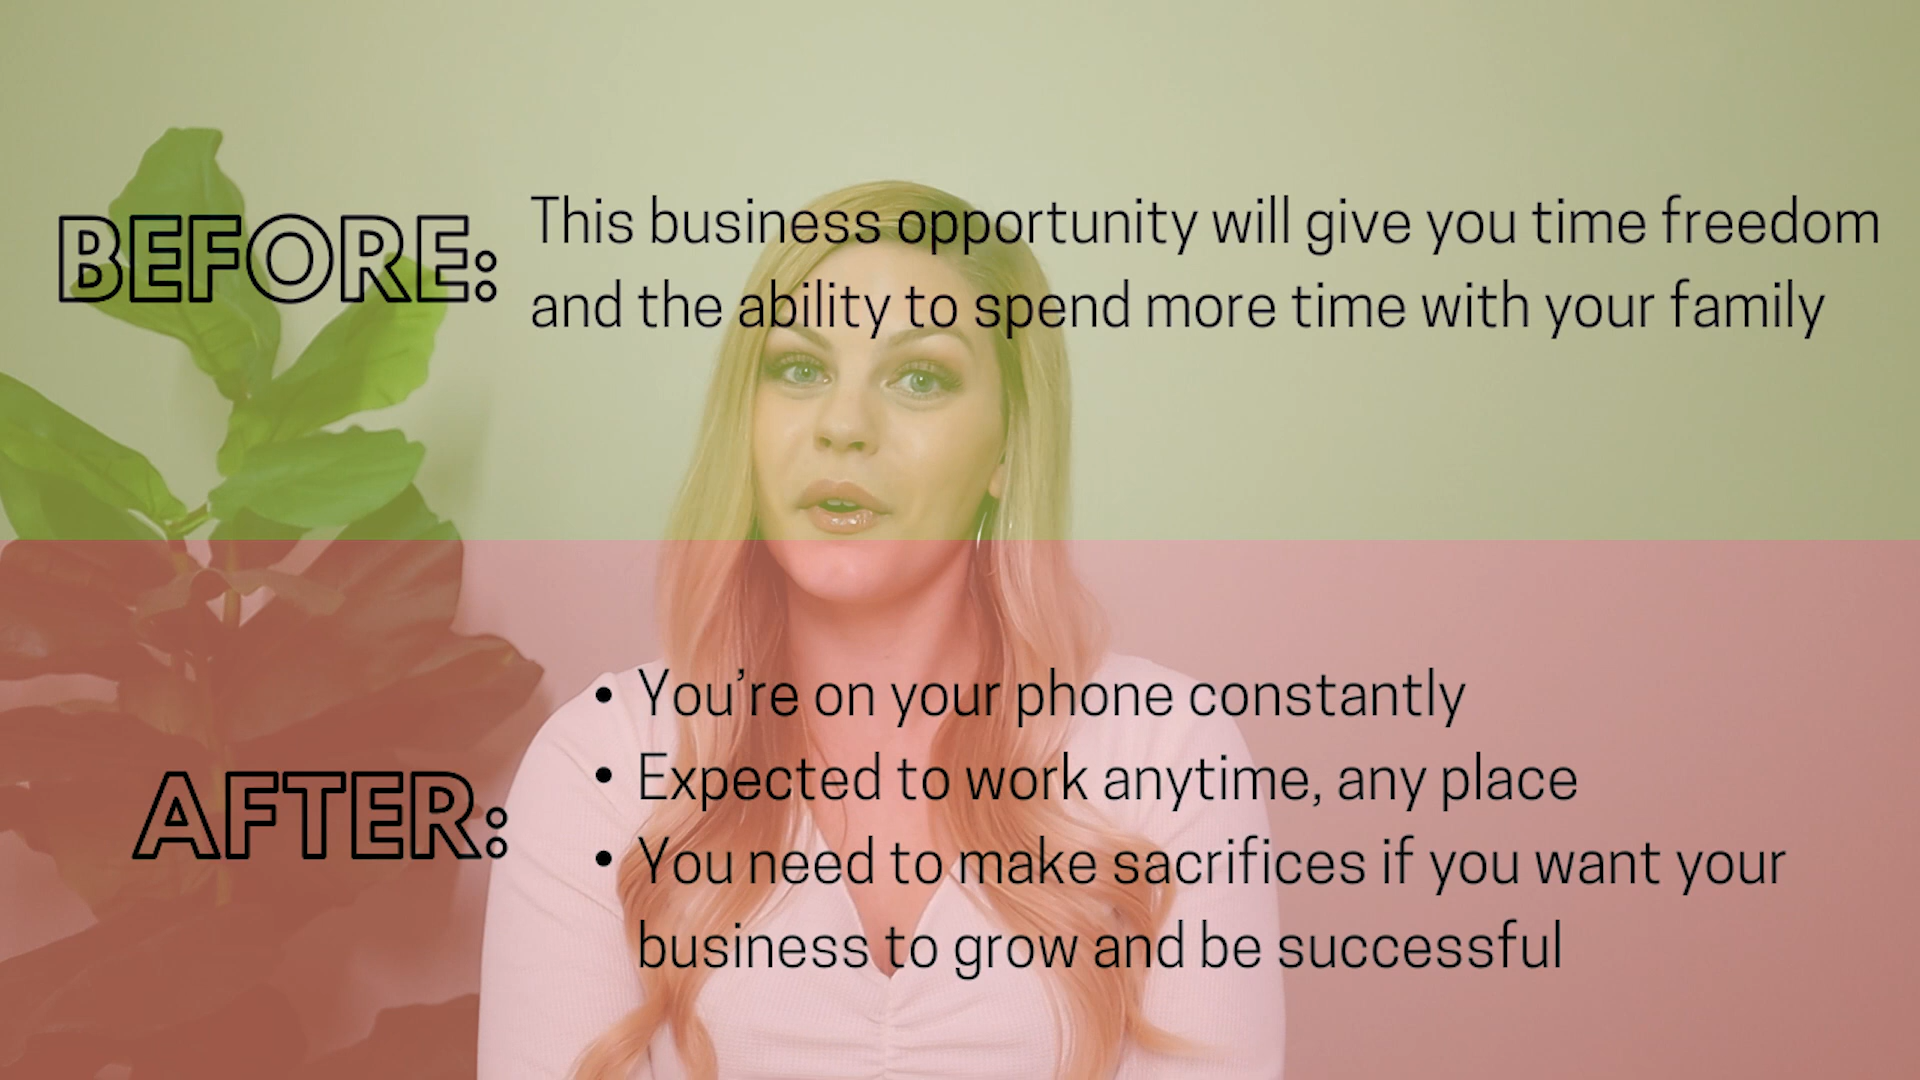 BEFORE:
This business opportunity will give you time freedom
and the ability to spend more time with your family
AFTER:
• You’re on your phone constantly
• Expected to work anytime, any place
• You need to make sacrifices if you want your
business to grow and be successful